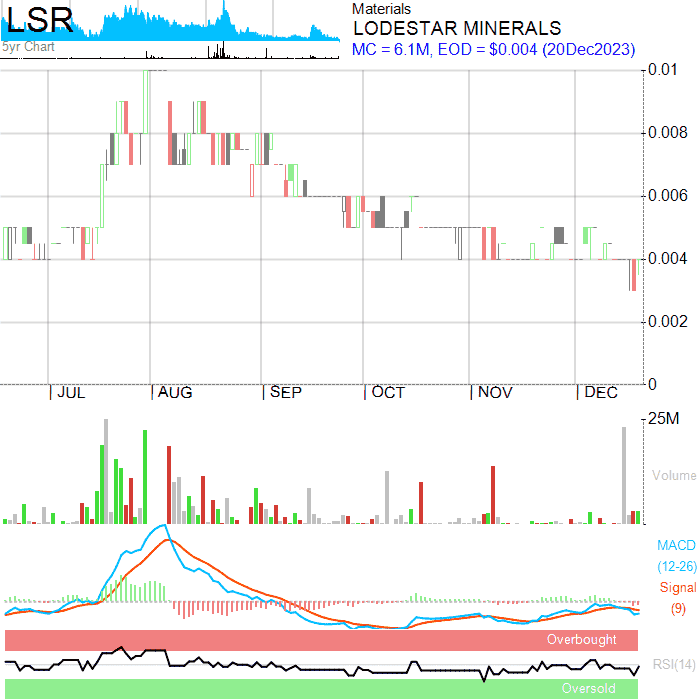 LSR
5yr Chart
Materials
LODESTAR MINERALS
MC = 6.1M, EOD = $0.004 (20Dec2023)
0.01
0.008
0.006
0.004
0.002
0
JUL AUG SEP OCT NOV DEC
25M
Volume
MACD
(12-26)
Signal
(9)
Overbought
RSI(14)
Oversold